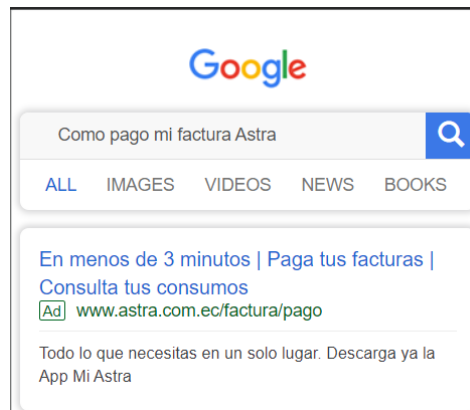 Google
Como pago mi factura Astra
ALL IMAGES VIDEOS NEWS BOOKS
En menos de 3 minutos | Paga tus facturas |
Consulta tus consumos
Ad www.astra.com.ec/factura/pago
Todo lo que necesitas en un solo lugar. Descarga ya la
App Mi Astra